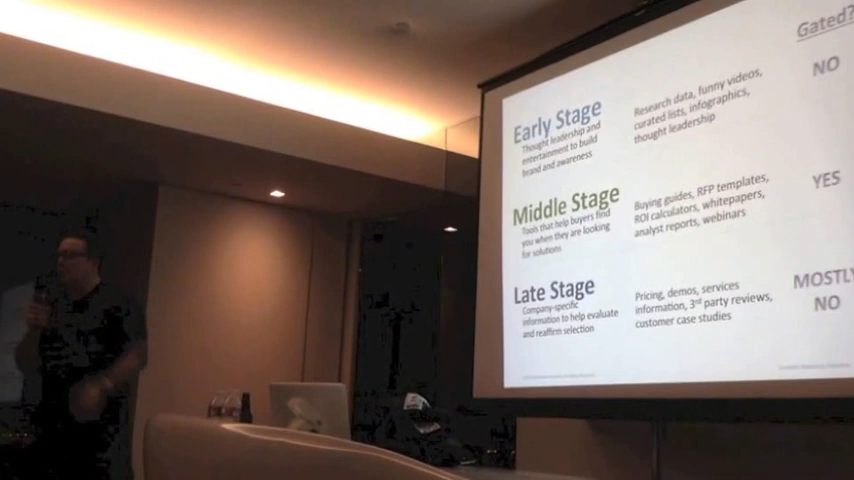 Gated?
Early Stage
Thought leadership and
entertainment to build
brand and awareness
Research data, funny videos,
curated lists, infographics,
thought leadership
NO
Middle Stage
Tools that help buyers find
you when they are looking
for solutions
Buying guides, RFP templates,
ROI calculators, whitepapers,
analyst reports, webinars
YES
Late Stage
Company-specific
information to help evaluate
and reaffirm selection
Pricing, demos, services
information, 3rd party reviews,
customer case studies
MOSTLY
NO